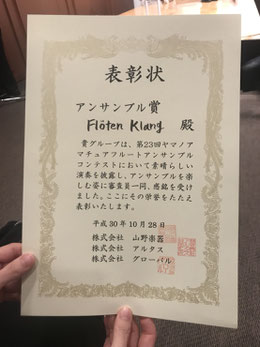 表彰状
アンサンブル賞
Flöten Klang 殿
貴グループは、第23回ヤマノア
マチュアフルートアンサンブル
コンテストにおいて素晴らしい
演奏を披露し、アンサンブルを楽
しむ姿に審査員一同、感銘を受け
ました。ここにその栄誉をたたえ
表彰いたします。
平成30年10月28日
株式会社 山野楽器
株式会社 アルタス
株式会社 グローバル